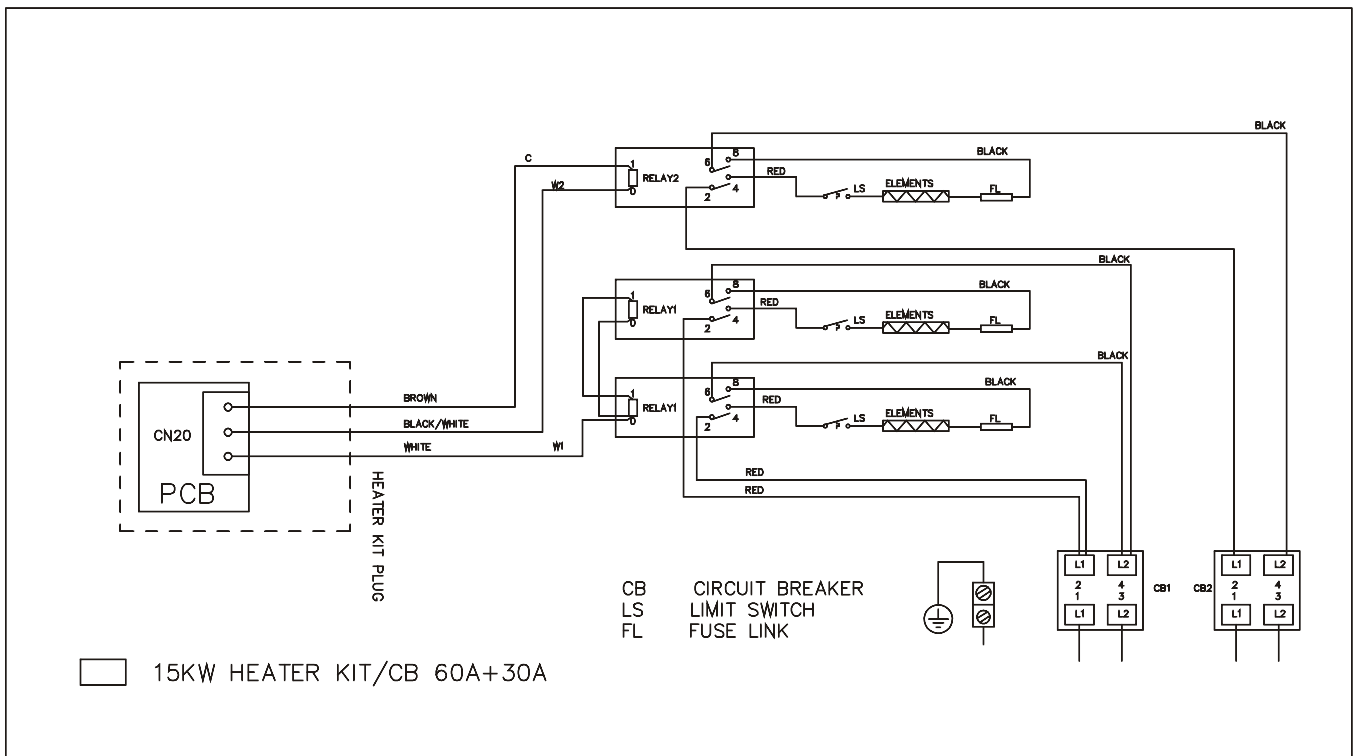 BLACK
C
1
8
6
BLACK
RELAY2
RED
W2
0
4
2
LS
ELEMENTS
FL
BLACK
1
8
6
BLACK
RELAY1
RED
0
4
2
LS
ELEMENTS
FL
BLACK
1
8
6
BLACK
RELAY1
RED
0
4
2
LS
ELEMENTS
FL
BROWN
BLACK/WHITE
WHITE
W1
CN20
PCB
HEATER KIT PLUG
RED
RED
L1
L2
2
4
1
3
L1
L2
CB1
CB2
L1
L2
2
4
1
3
L1
L2
CB CIRCUIT BREAKER
LS LIMIT SWITCH
FL FUSE LINK
15KW HEATER KIT/CB 60A+30A